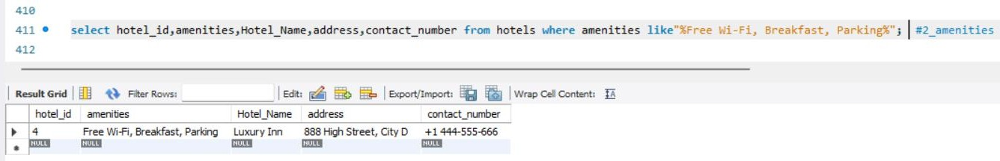 410
411 select hotel_id,amenities,Hotel_Name,address,contact_number from hotels where amenities like"%Free Wi-Fi, Breakfast, Parking%"; #2_amenities
412
Result Grid Filter Rows: Edit: Export/Import: Wrap Cell Content: IA
hotel_id amenities Hotel_Name address contact_number
4 Free Wi-Fi, Breakfast, Parking Luxury Inn 888 High Street, City D +1 444-555-666
NULL NULL NULL NULL NULL